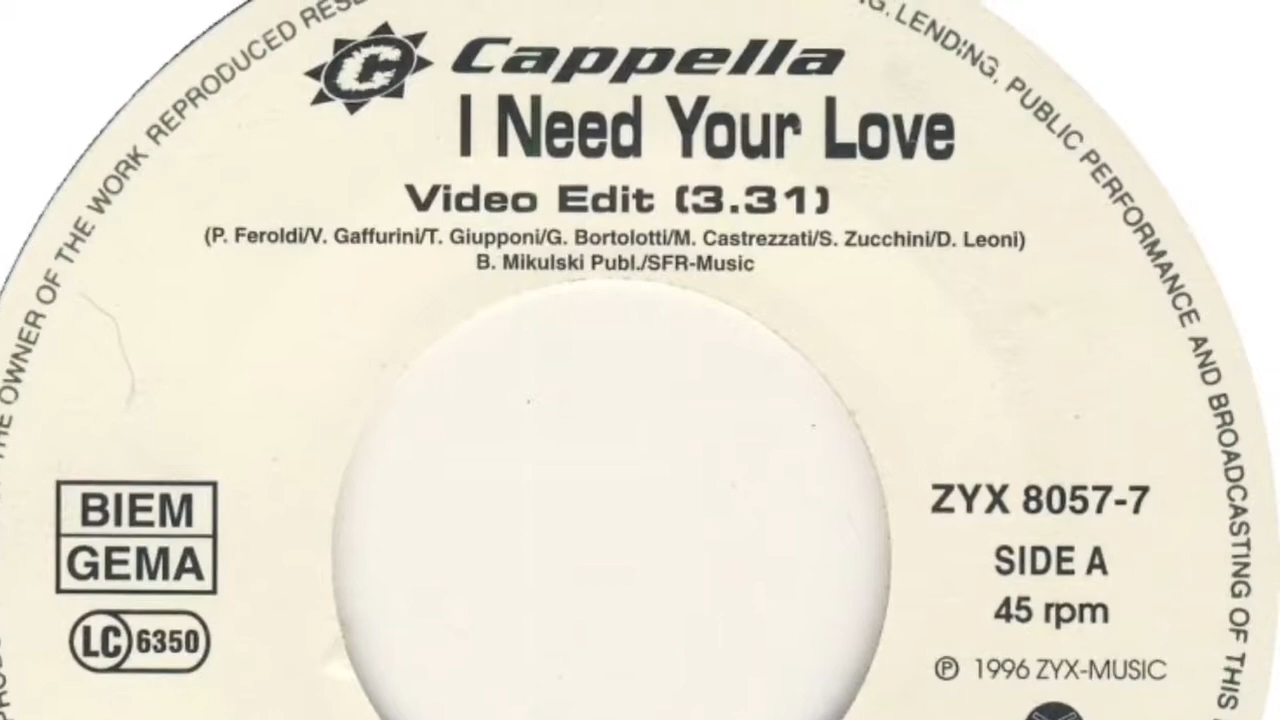 THE OWNER OF THE WORK REPRODUCED
LENDING, PUBLIC PERFORMANCE AND BROADCASTING OF THIS
C Cappella
I Need Your Love
Video Edit (3.31)
(P. Feroldi/V. Gaffurini/T. Giupponi/G. Bortolotti/M. Castrezzati/S. Zucchini/D. Leoni)
B. Mikulski Publ./SFR-Music
BIEM
GEMA
LC 6350
ZYX 8057-7
SIDE A
45 rpm
℗ 1996 ZYX-MUSIC